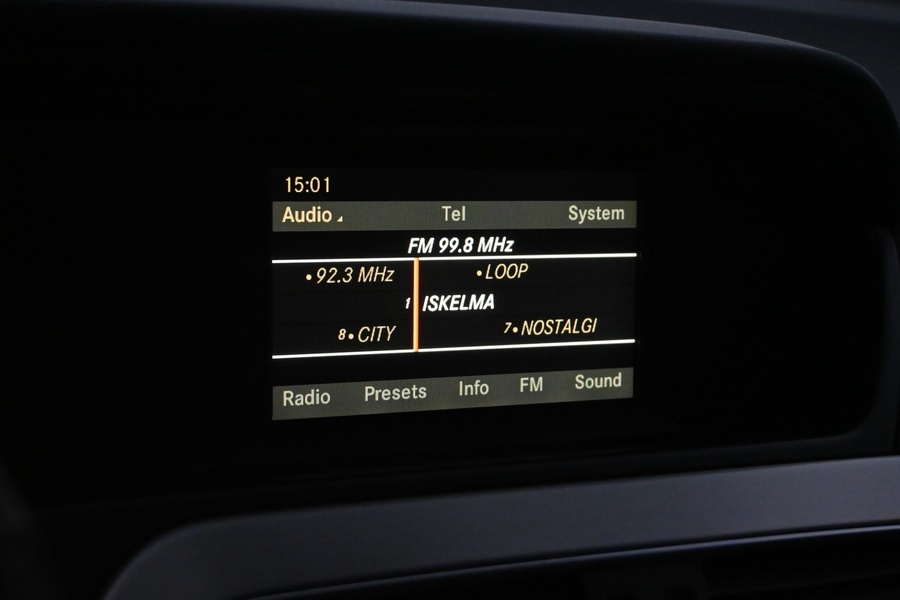 15:01
Audio Tel System
FM 99.8 MHz
•92.3 MHz •LOOP
1 ISKELMA
8•CITY 7•NOSTALGI
Radio Presets Info FM Sound